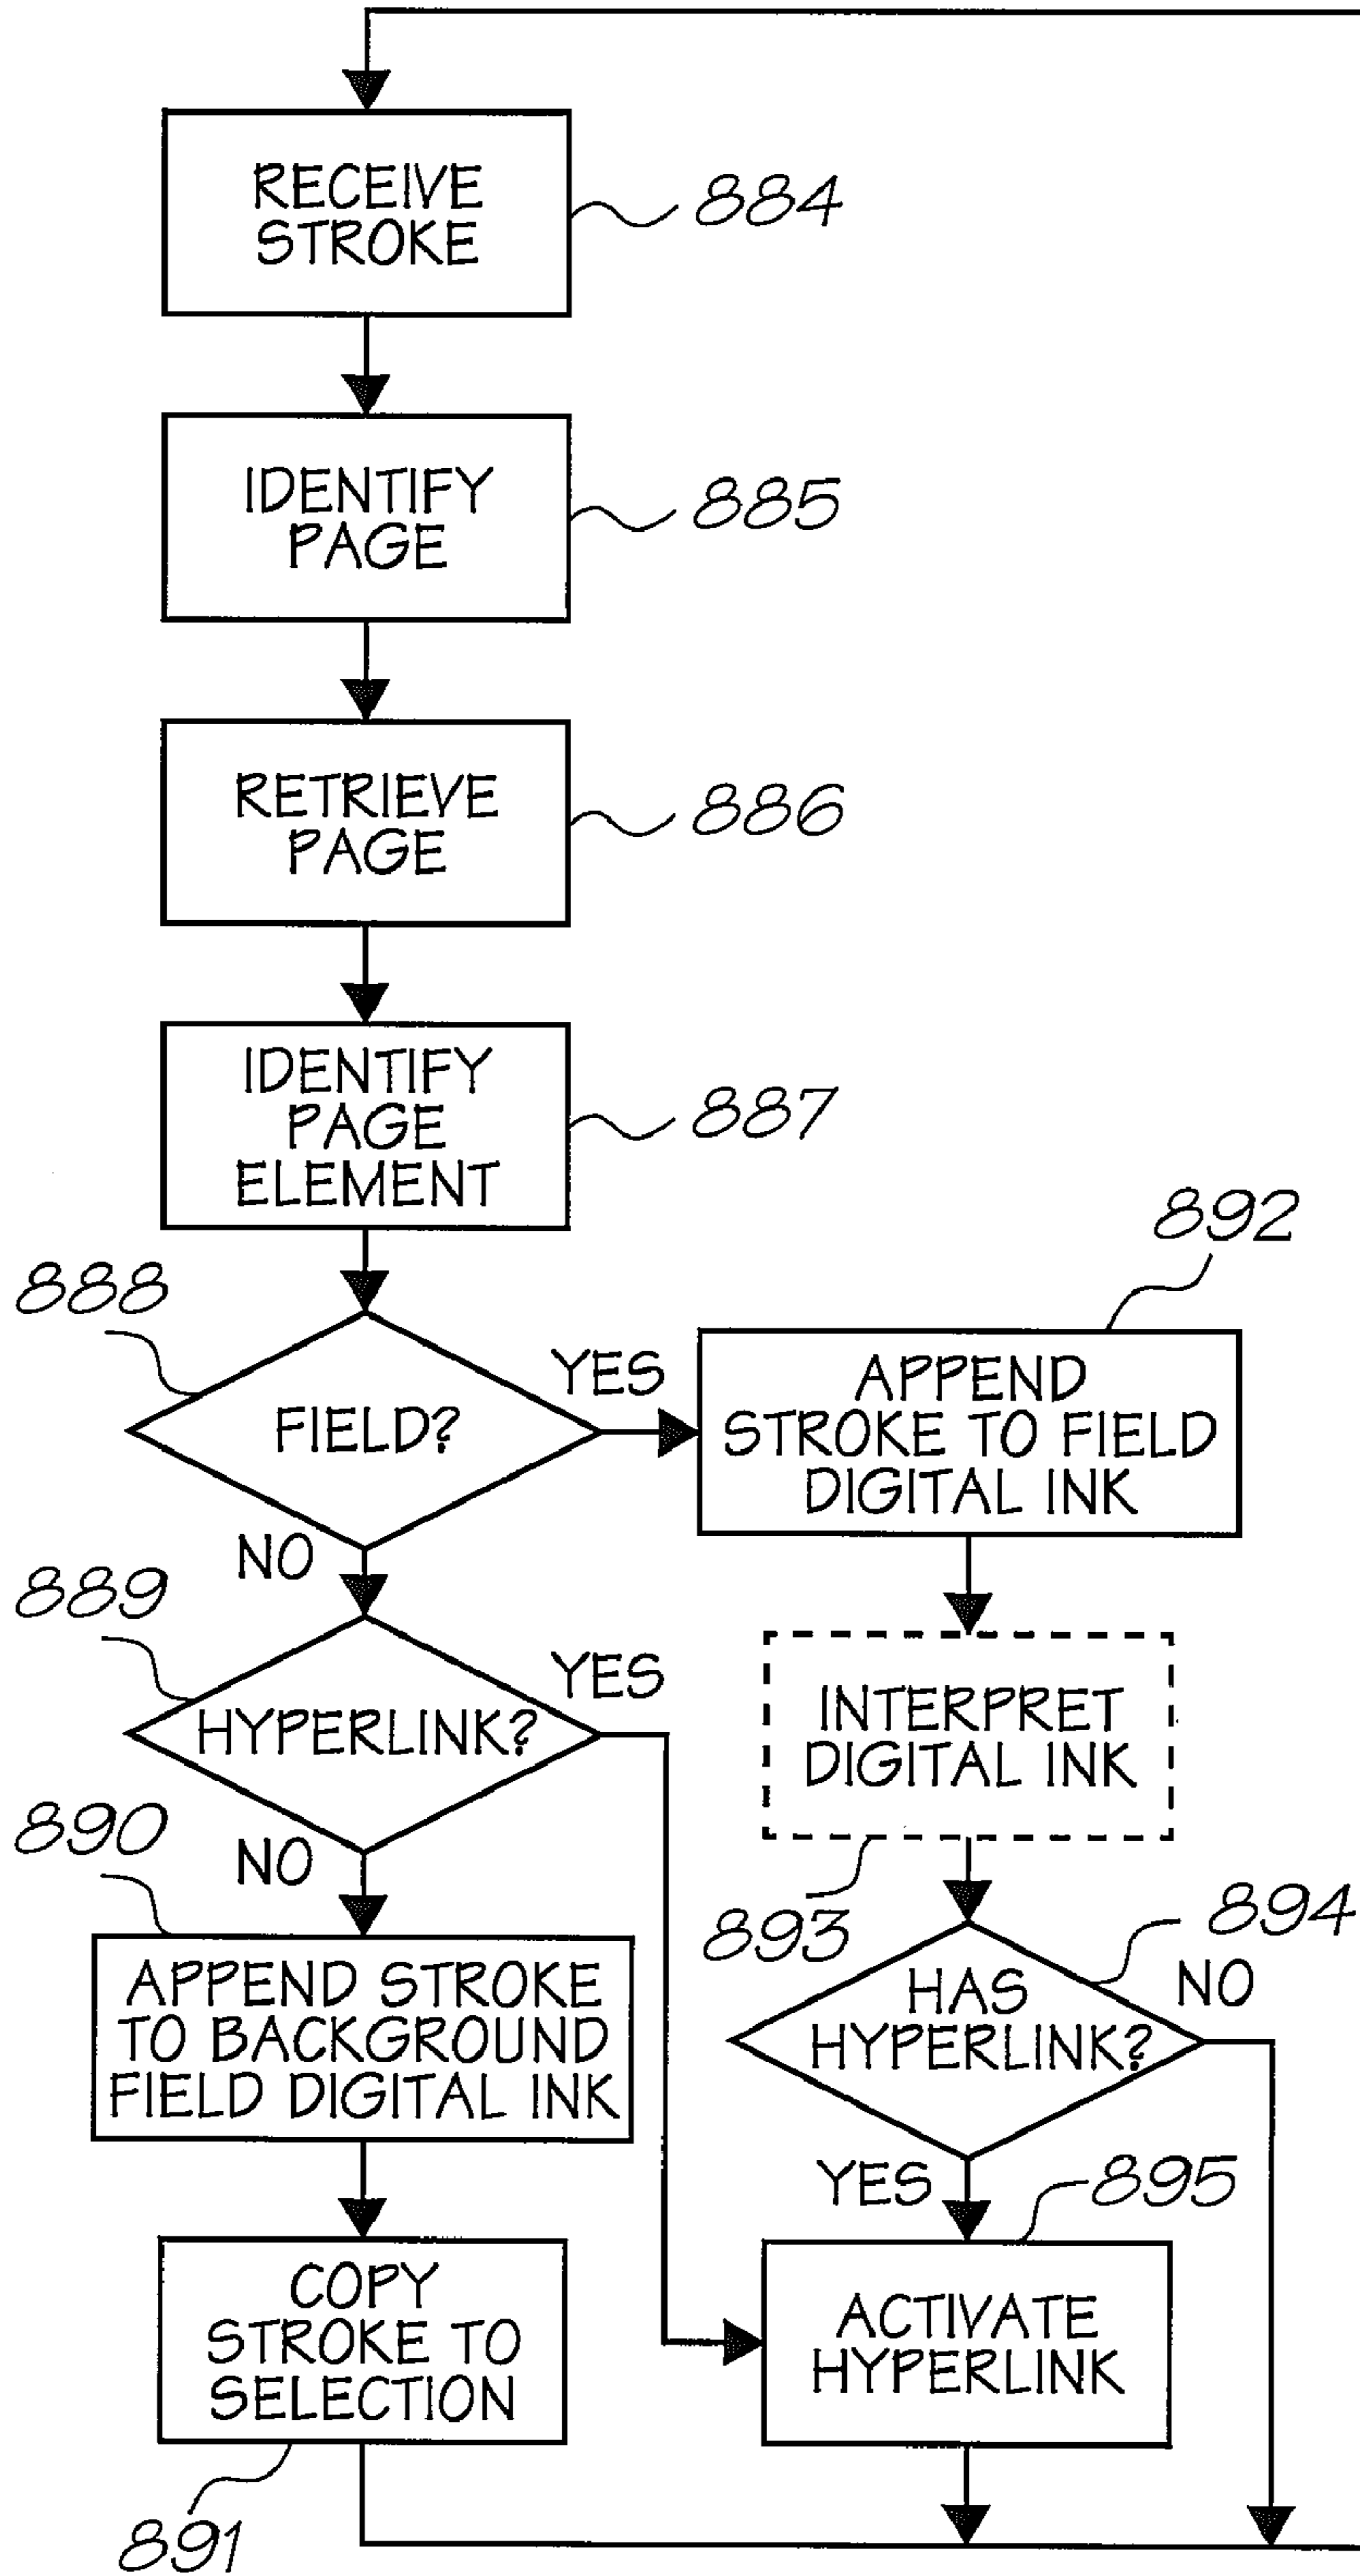 RECEIVE
STROKE
884
IDENTIFY
PAGE
885
RETRIEVE
PAGE
886
IDENTIFY
PAGE
ELEMENT
887
888
FIELD?
YES
NO
892
APPEND
STROKE TO FIELD
DIGITAL INK
889
HYPERLINK?
YES
NO
INTERPRET
DIGITAL INK
893
890
APPEND STROKE
TO BACKGROUND
FIELD DIGITAL INK
894
HAS
HYPERLINK?
NO
YES
COPY
STROKE TO
SELECTION
891
895
ACTIVATE
HYPERLINK